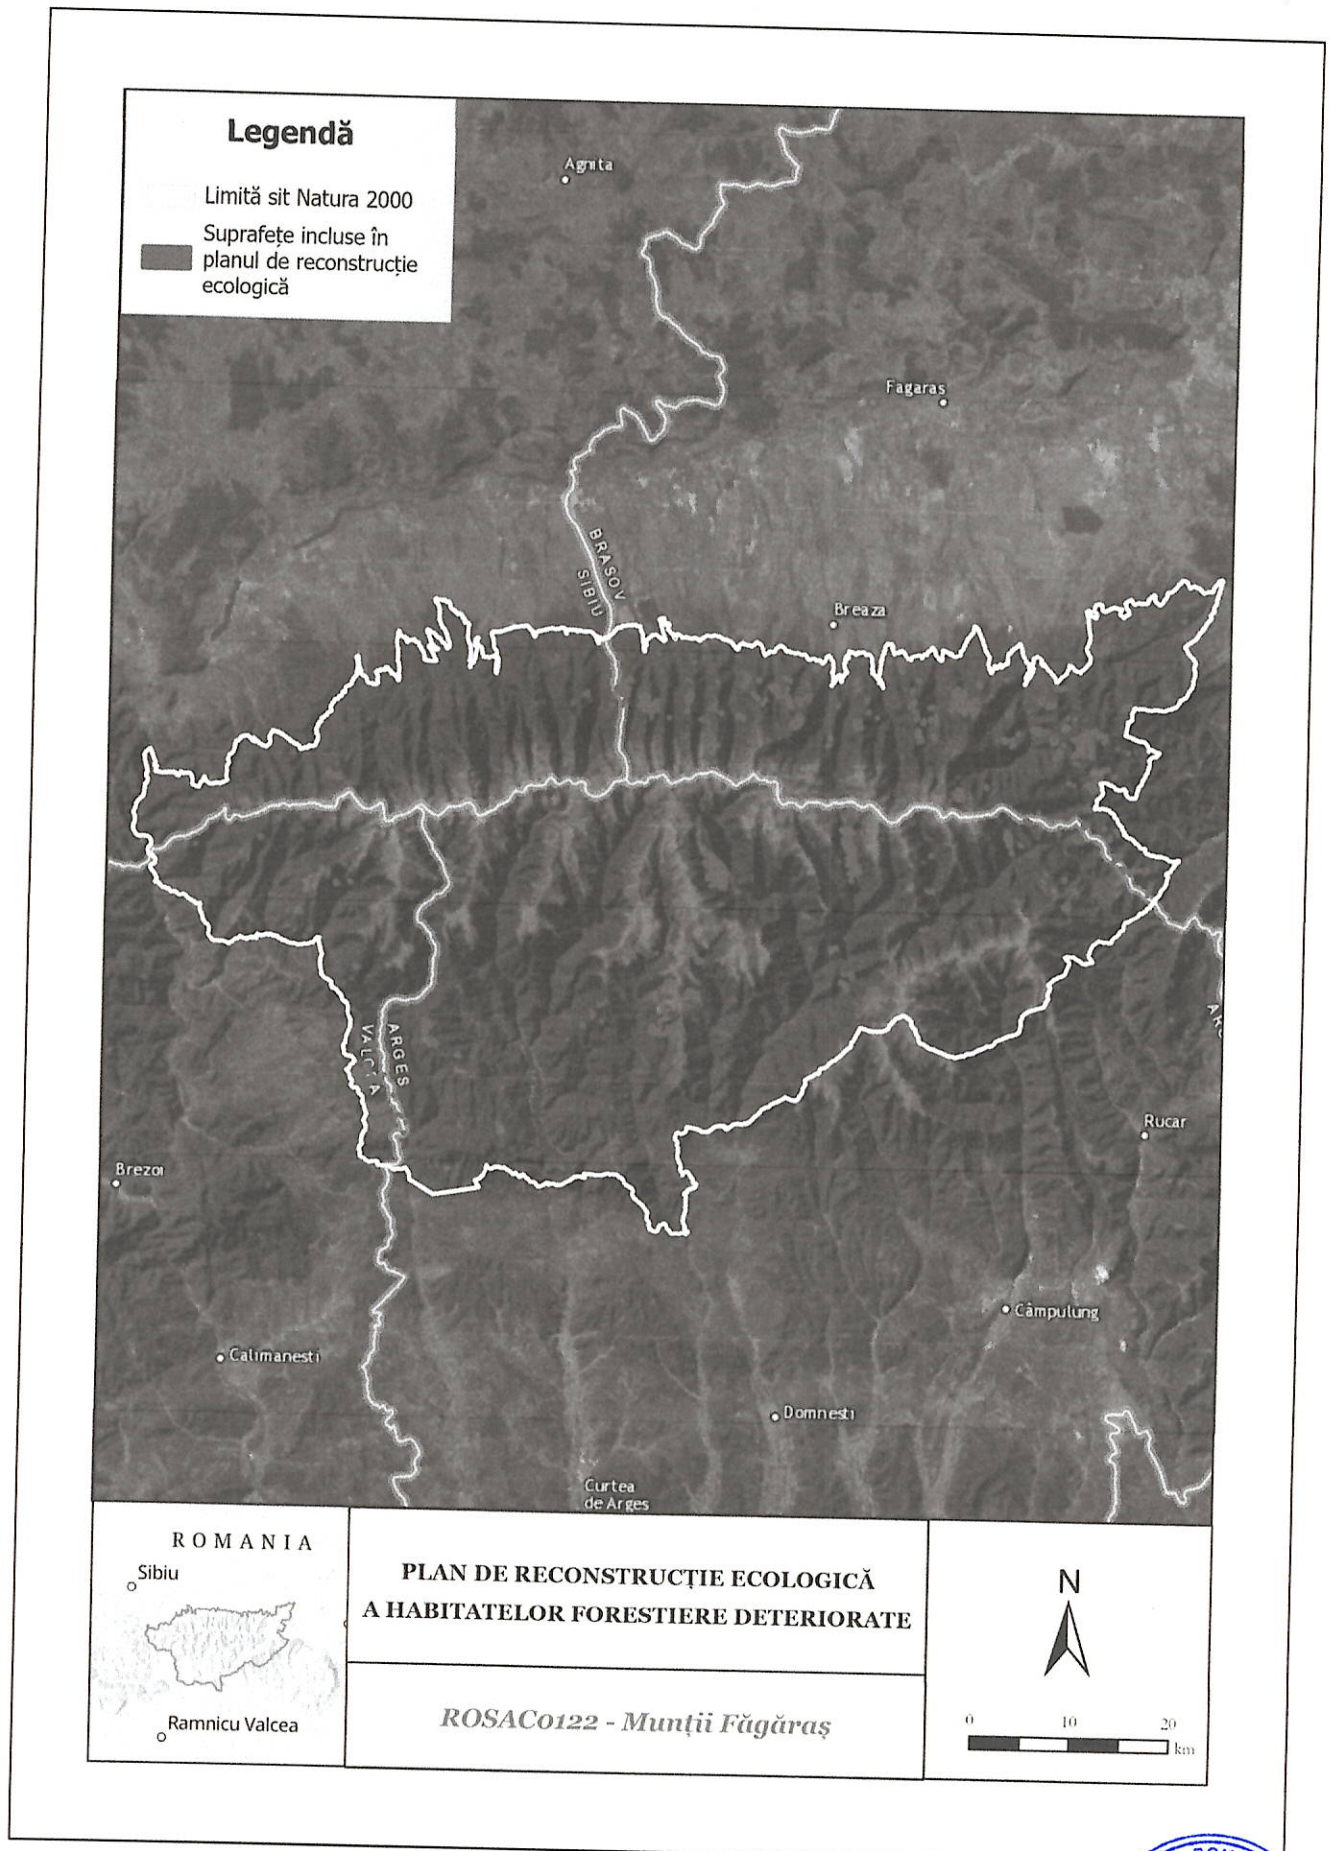 Legendă
Limită sit Natura 2000
Suprafețe incluse în
planul de reconstrucție
ecologică
Agnita
Fagaras
BRASOV
SIBIU
Breaza
ARGES
Rucar
Brezoi
Câmpulung
Calimanesti
Domnesti
Curtea
de Arges
ROMANIA
Sibiu
Ramnicu Valcea
PLAN DE RECONSTRUCȚIE ECOLOGICĂ
A HABITATELOR FORESTIERE DETERIORATE
ROSAC0122 - Munții Făgăraș
N
0 10 20
km